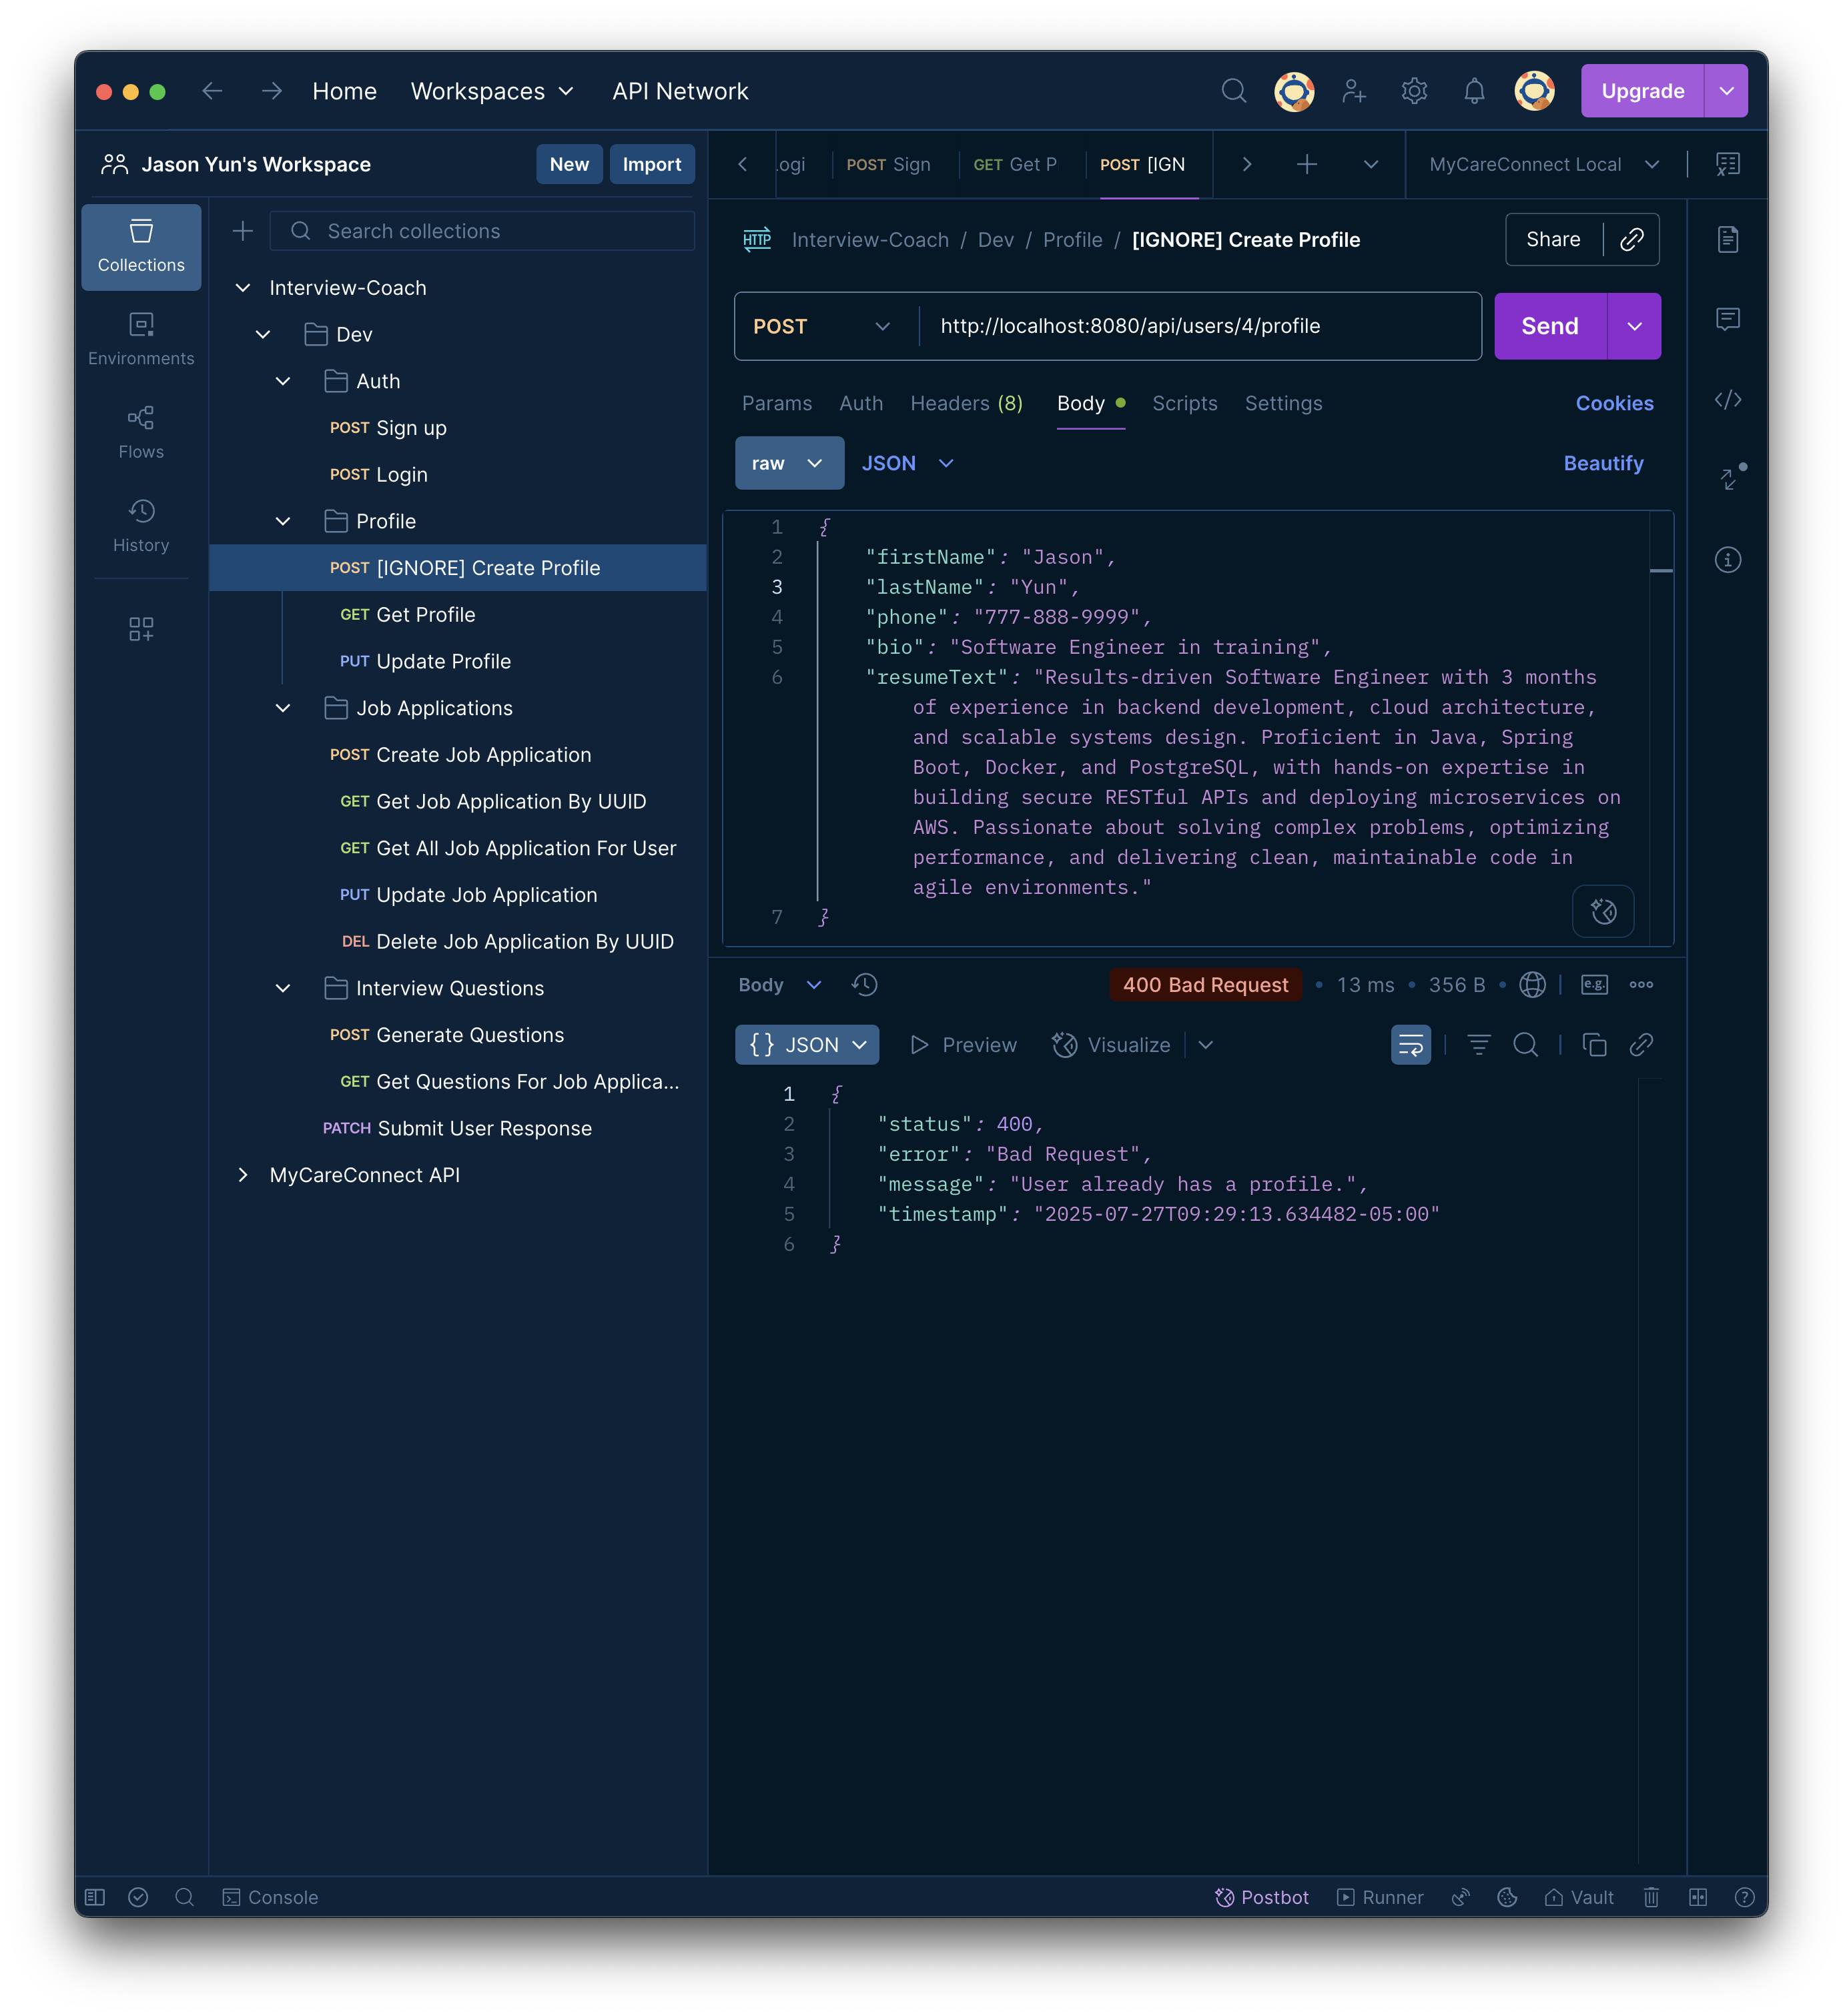 Home Workspaces API Network Upgrade
Jason Yun's Workspace New Import
POST Sign GET Get P POST [IGN MyCareConnect Local
Collections
Environments
Flows
History
Search collections
Interview-Coach
Dev
Auth
POST Sign up
POST Login
Profile
POST [IGNORE] Create Profile
GET Get Profile
PUT Update Profile
Job Applications
POST Create Job Application
GET Get Job Application By UUID
GET Get All Job Application For User
PUT Update Job Application
DEL Delete Job Application By UUID
Interview Questions
POST Generate Questions
GET Get Questions For Job Applica...
PATCH Submit User Response
MyCareConnect API
HTTP Interview-Coach / Dev / Profile / [IGNORE] Create Profile Share
POST http://localhost:8080/api/users/4/profile Send
Params Auth Headers (8) Body Scripts Settings Cookies
raw JSON Beautify
1 {
2 "firstName": "Jason",
3 "lastName": "Yun",
4 "phone": "777-888-9999",
5 "bio": "Software Engineer in training",
6 "resumeText": "Results-driven Software Engineer with 3 months
of experience in backend development, cloud architecture,
and scalable systems design. Proficient in Java, Spring
Boot, Docker, and PostgreSQL, with hands-on expertise in
building secure RESTful APIs and deploying microservices on
AWS. Passionate about solving complex problems, optimizing
performance, and delivering clean, maintainable code in
agile environments."
7 }
Body 400 Bad Request • 13 ms • 356 B • e.g.
{} JSON Preview Visualize
1 {
2 "status": 400,
3 "error": "Bad Request",
4 "message": "User already has a profile.",
5 "timestamp": "2025-07-27T09:29:13.634482-05:00"
6 }
Console Postbot Runner Vault